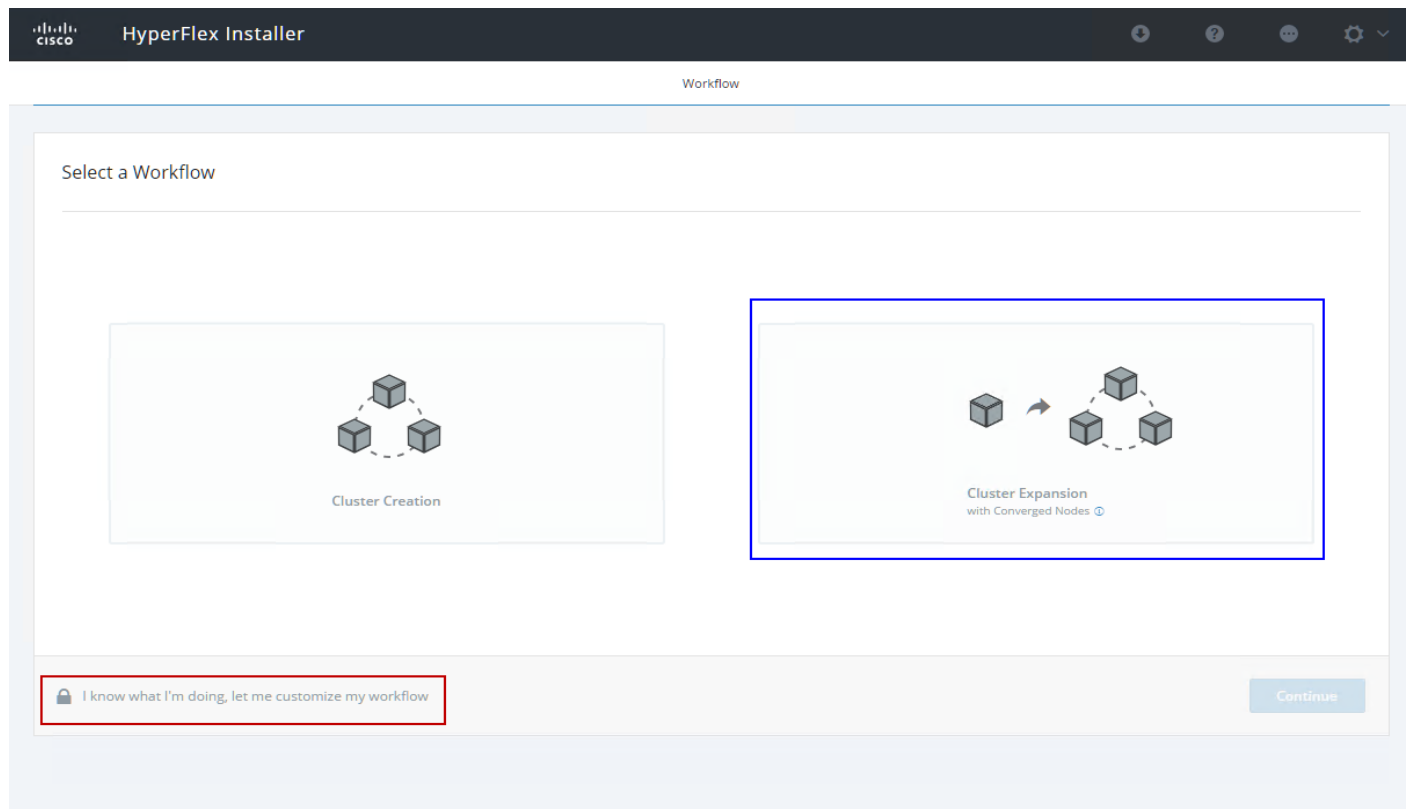 CISCO
HyperFlex Installer
Workflow
Select a Workflow
Cluster Creation
Cluster Expansion
with Converged Nodes
I know what I'm doing, let me customize my workflow
Continue